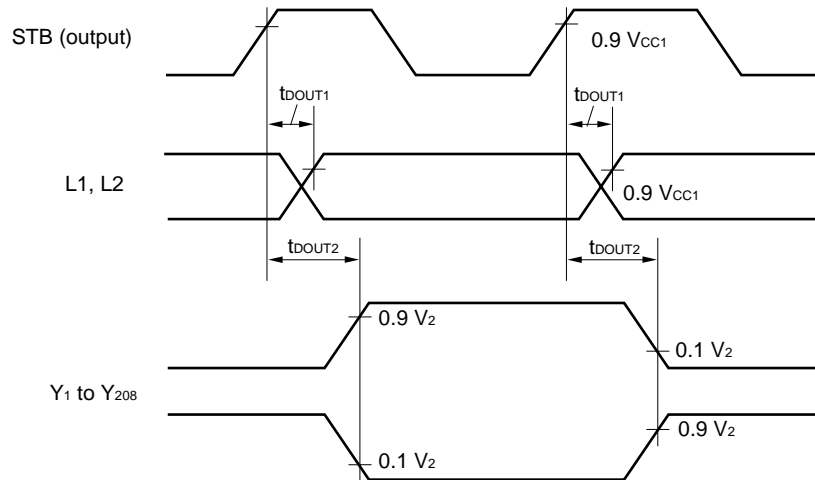 STB (output)
0.9 VCC1
tDOUT1
tDOUT1
L1, L2
0.9 VCC1
tDOUT2
tDOUT2
0.9 V2
0.1 V2
Y1 to Y208
0.9 V2
0.1 V2